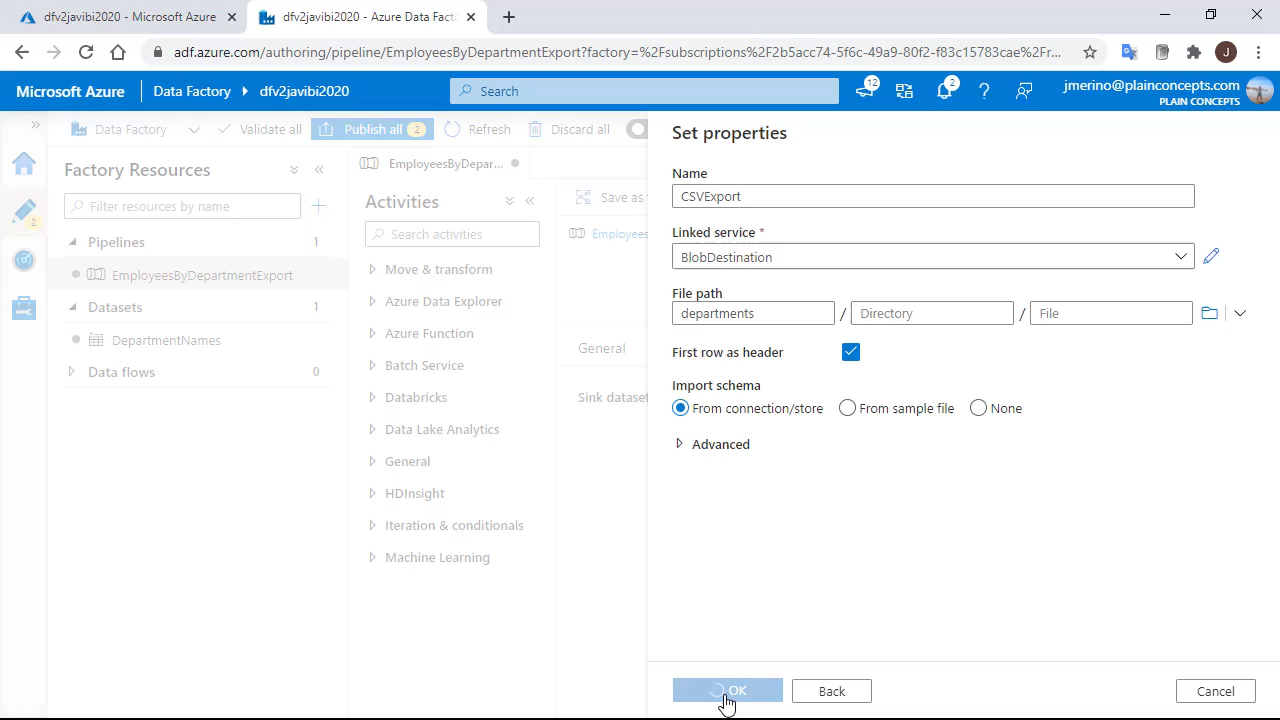 dfv2javibi2020 - Microsoft Azure
dfv2javibi2020 - Azure Data Facto
adf.azure.com/authoring/pipeline/EmployeesByDepartmentExport?factory=%2Fsubscriptions%2F2b5acc74-5f6c-49a9-80f2-f83c15783cae%2Fr...
J
Microsoft Azure
Data Factory
dfv2javibi2020
Search
12
2
jmerino@plainconcepts.com
PLAIN CONCEPTS
Data Factory
Validate all
Publish all 2
Refresh
Discard all
2
Factory Resources
Filter resources by name
Pipelines 1
EmployeesByDepartmentExport
Datasets 1
DepartmentNames
Data flows 0
EmployeesByDepar...
Activities
Search activities
Move & transform
Azure Data Explorer
Azure Function
Batch Service
Databricks
Data Lake Analytics
General
HDInsight
Iteration & conditionals
Machine Learning
Save as
Employees
General
Sink dataset
Set properties
Name
CSVExport
Linked service *
BlobDestination
File path
departments / Directory / File
First row as header
Import schema
From connection/store From sample file None
Advanced
OK Back Cancel